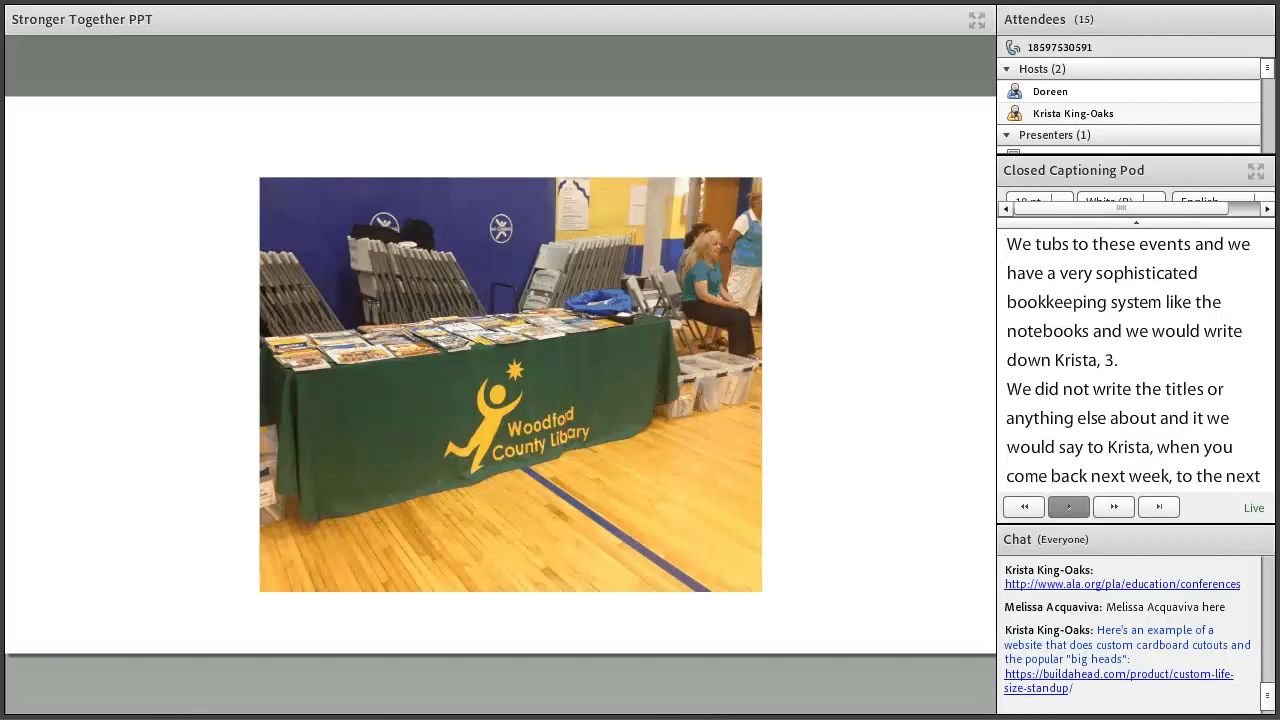 Stronger Together PPT
Woodford
County Library
Attendees (15)
18597530591
Hosts (2)
Doreen
Krista King-Oaks
Presenters (1)
Closed Captioning Pod
We tubs to these events and we
have a very sophisticated
bookkeeping system like the
notebooks and we would write
down Krista, 3.
We did not write the titles or
anything else about and it we
would say to Krista, when you
come back next week, to the next
Live
Chat (Everyone)
Krista King-Oaks:
http://www.ala.org/pla/education/conferences
Melissa Acquaviva: Melissa Acquaviva here
Krista King-Oaks: Here's an example of a
website that does custom cardboard cutouts and
the popular "big heads":
https://buildahead.com/product/custom-life-
size-standup/